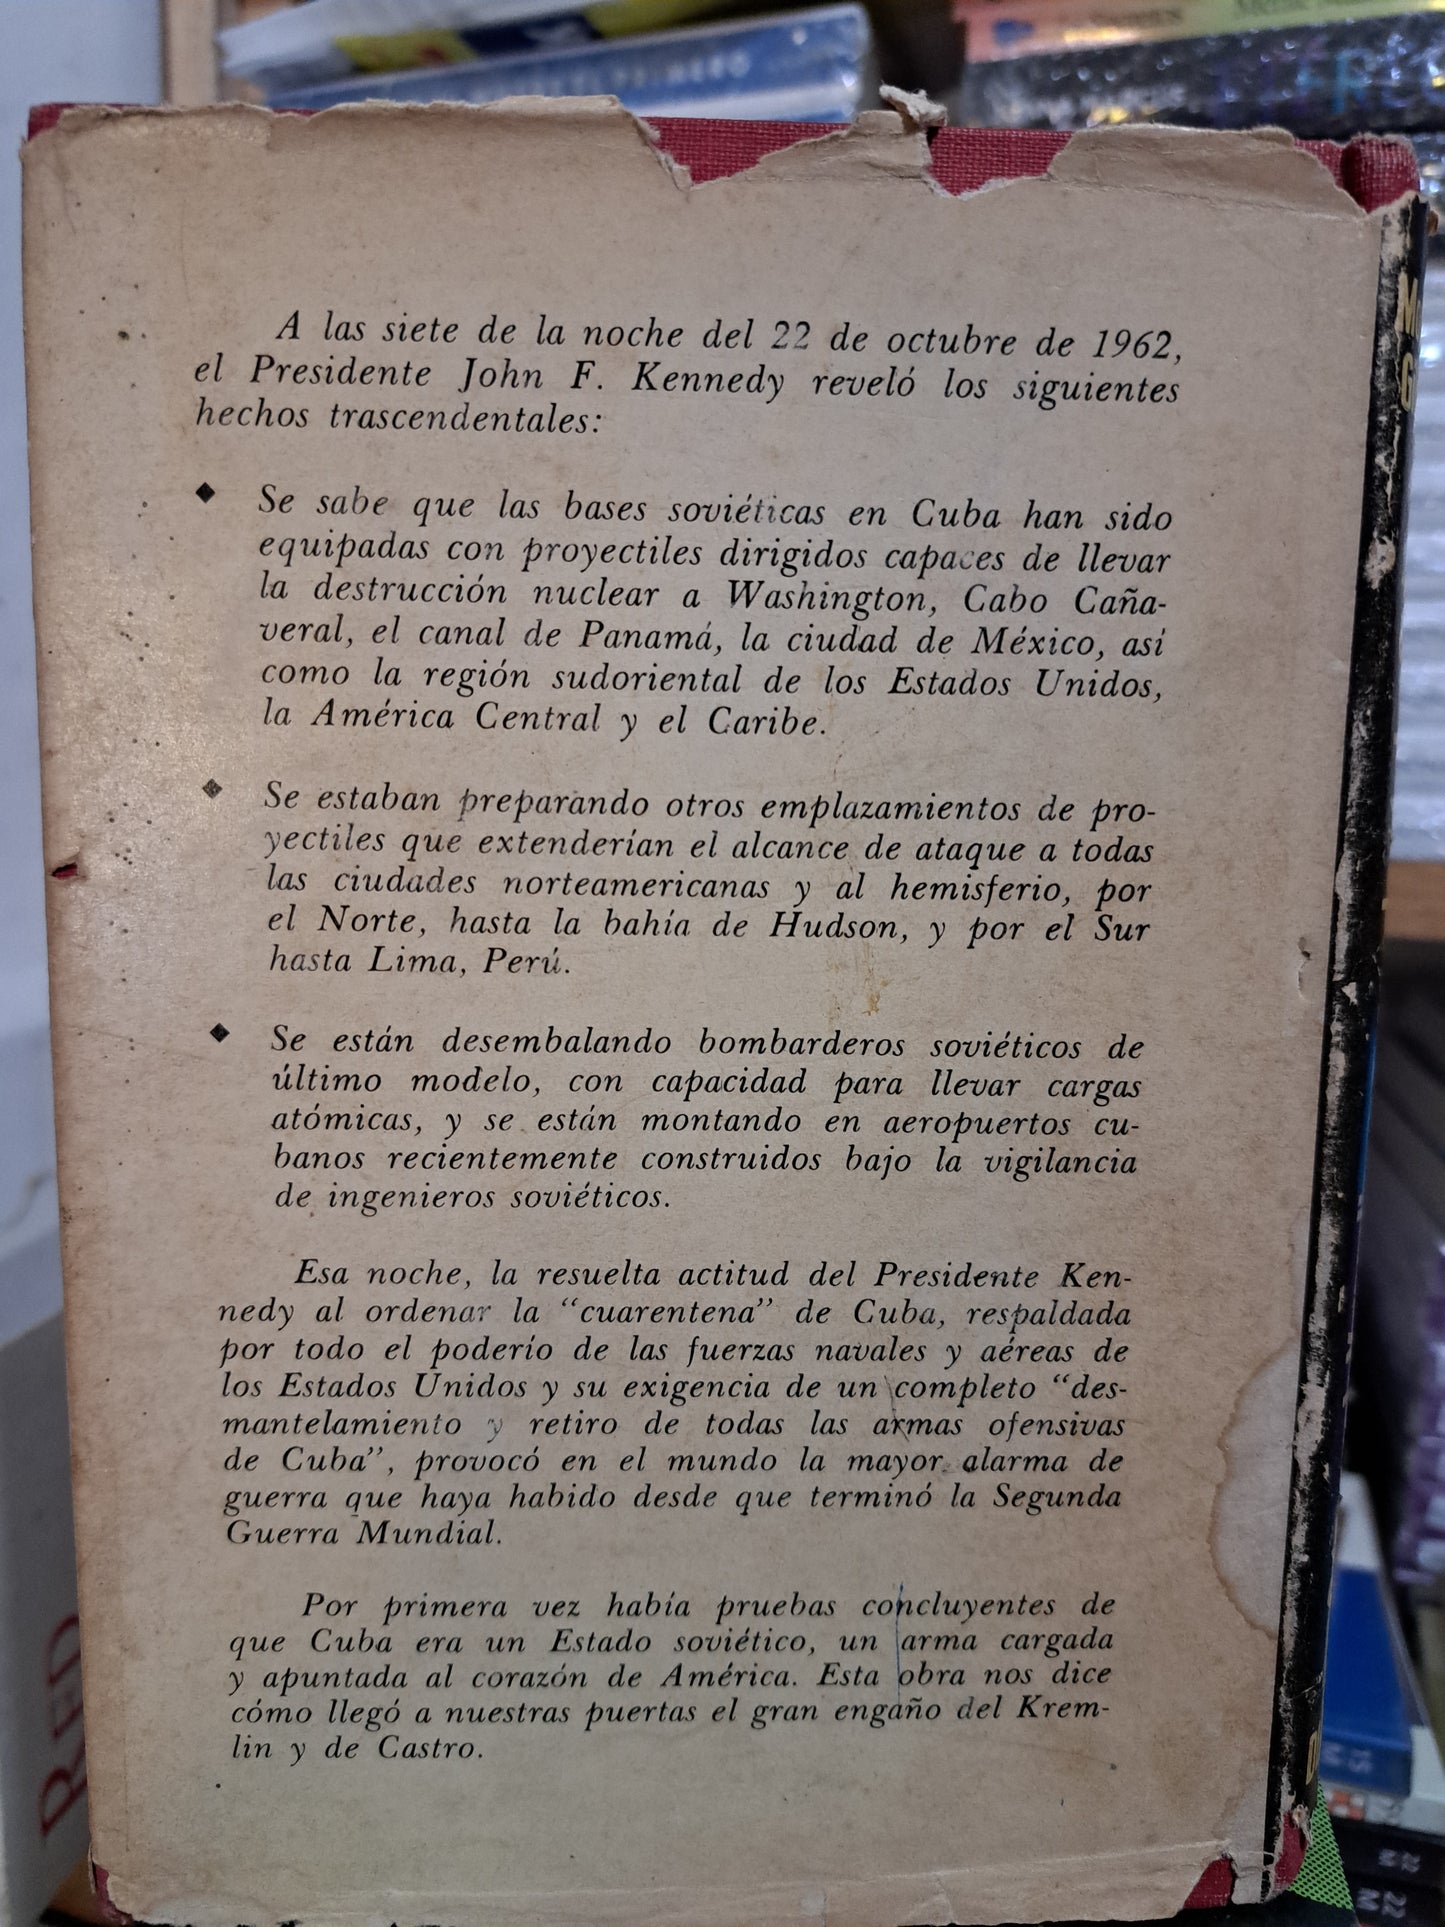 A las siete de la noche del 22 de octubre de 1962,
el Presidente John F. Kennedy reveló los siguientes
hechos trascendentales:
◆ Se sabe que las bases soviéticas en Cuba han sido
equipadas con proyectiles dirigidos capaces de llevar
la destrucción nuclear a Washington, Cabo Caña-
veral, el canal de Panamá, la ciudad de México, así
como la región sudoriental de los Estados Unidos,
la América Central y el Caribe.
◆ Se estaban preparando otros emplazamientos de pro-
yectiles que extenderían el alcance de ataque a todas
las ciudades norteamericanas y al hemisferio, por
el Norte, hasta la bahía de Hudson, y por el Sur
hasta Lima, Perú.
◆ Se están desembalando bombarderos soviéticos de
último modelo, con capacidad para llevar cargas
atómicas, y se están montando en aeropuertos cu-
banos recientemente construidos bajo la vigilancia
de ingenieros soviéticos.
Esa noche, la resuelta actitud del Presidente Ken-
nedy al ordenar la “cuarentena” de Cuba, respaldada
por todo el poderío de las fuerzas navales y aéreas de
los Estados Unidos y su exigencia de un completo “des-
mantelamiento y retiro de todas las armas ofensivas
de Cuba”, provocó en el mundo la mayor alarma de
guerra que haya habido desde que terminó la Segunda
Guerra Mundial.
Por primera vez había pruebas concluyentes de
que Cuba era un Estado soviético, un arma cargada
y apuntada al corazón de América. Esta obra nos dice
cómo llegó a nuestras puertas el gran engaño del Krem-
lin y de Castro.